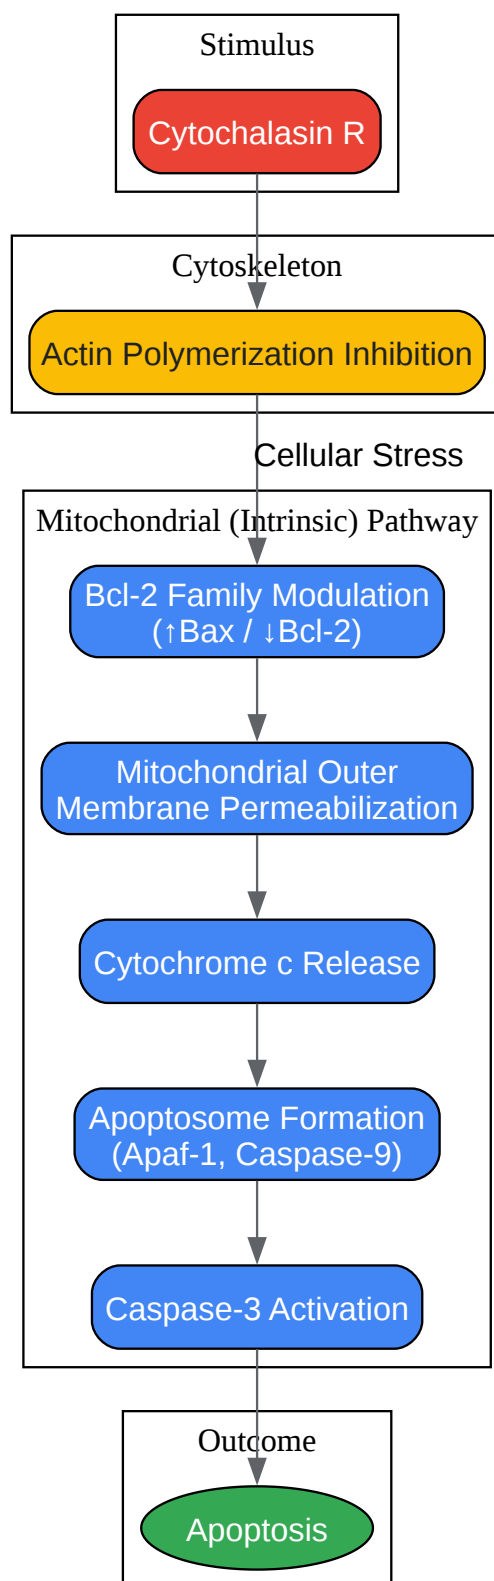 Stimulus
Cytochalasin R
Cytoskeleton
Actin Polymerization Inhibition
Cellular Stress
Mitochondrial (Intrinsic) Pathway
Bcl-2 Family Modulation
(↑Bax / ↓Bcl-2)
Mitochondrial Outer
Membrane Permeabilization
Cytochrome c Release
Apoptosome Formation
(Apaf-1, Caspase-9)
Caspase-3 Activation
Outcome
Apoptosis